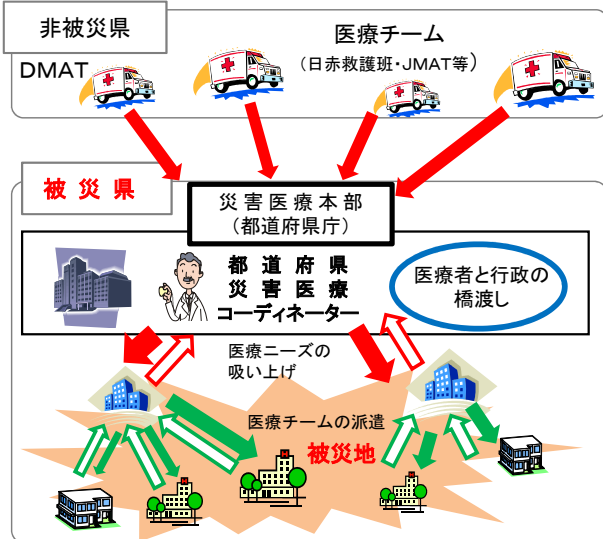 非被災県
DMAT
医療チーム
（日赤救護班・JMAT等）
被災県
災害医療本部
（都道府県庁）
都道府県
災害医療
コーディネーター
医療者と行政の
橋渡し
医療ニーズの
吸い上げ
医療チームの派遣
被災地